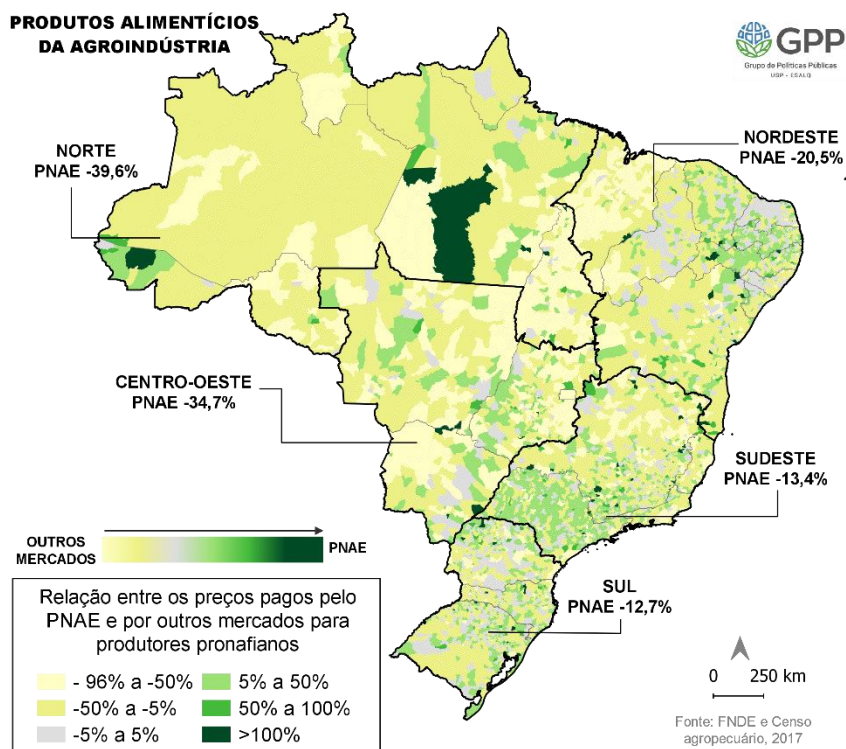 PRODUTOS ALIMENTÍCIOS
DA AGROINDÚSTRIA
GPP
Grupo de Políticas Públicas
USP - ESALQ
NORTE
PNAE -39,6%
NORDESTE
PNAE -20,5%
CENTRO-OESTE
PNAE -34,7%
SUDESTE
PNAE -13,4%
SUL
PNAE -12,7%
OUTROS
MERCADOS
PNAE
Relação entre os preços pagos pelo
PNAE e por outros mercados para
produtores pronafianos
- 96% a -50%
5% a 50%
-50% a -5%
50% a 100%
-5% a 5%
>100%
0 250 km
Fonte: FNDE e Censo
agropecuário, 2017